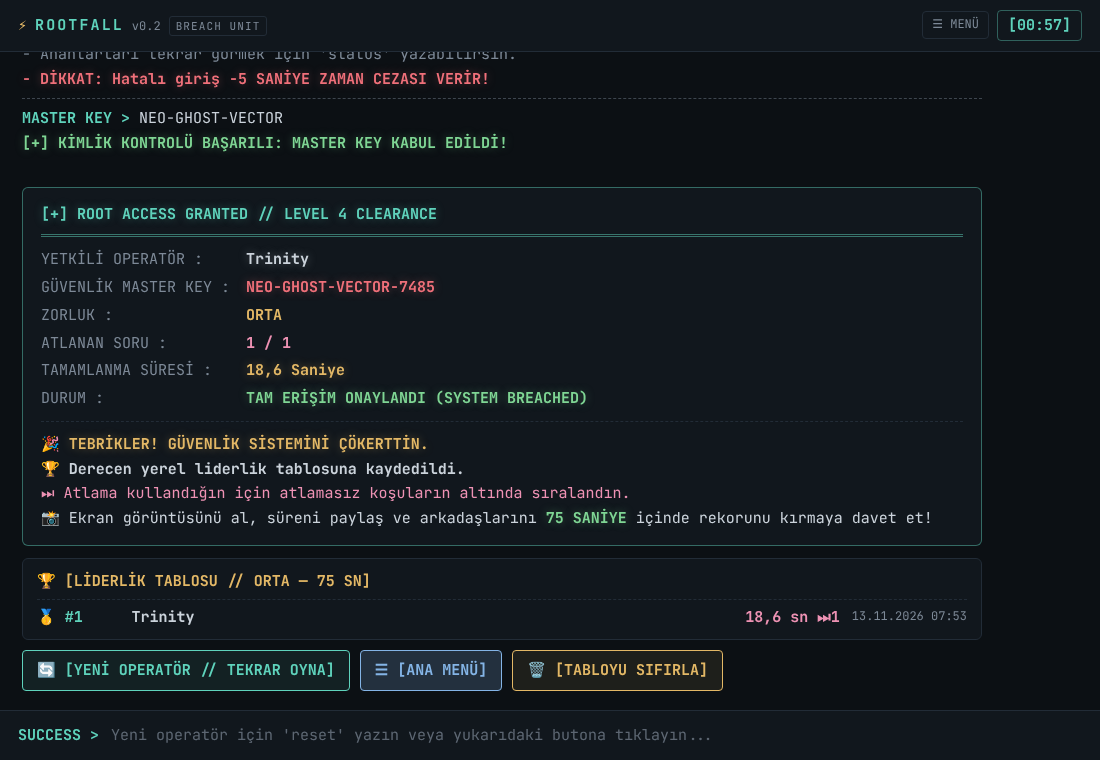 ⚡ ROOTFALL v0.2 BREACH UNIT
☰ MENÜ [00:57]
- Anahtarları tekrar görmek için 'status' yazabilirsin.
- DİKKAT: Hatalı giriş -5 SANİYE ZAMAN CEZASI VERİR!
MASTER KEY > NEO-GHOST-VECTOR
[+] KİMLİK KONTROLÜ BAŞARILI: MASTER KEY KABUL EDİLDİ!
[+] ROOT ACCESS GRANTED // LEVEL 4 CLEARANCE
YETKİLİ OPERATÖR : Trinity
GÜVENLİK MASTER KEY : NEO-GHOST-VECTOR-7485
ZORLUK : ORTA
ATLANAN SORU : 1 / 1
TAMAMLANMA SÜRESİ : 18,6 Saniye
DURUM : TAM ERİŞİM ONAYLANDI (SYSTEM BREACHED)
🎉 TEBRİKLER! GÜVENLİK SİSTEMİNİ ÇÖKERTTİN.
🏆 Derecen yerel liderlik tablosuna kaydedildi.
⏭ Atlama kullandığın için atlamasız koşuların altında sıralandın.
📸 Ekran görüntüsünü al, süreni paylaş ve arkadaşlarını 75 SANİYE içinde rekorunu kırmaya davet et!
🏆 [LİDERLİK TABLOSU // ORTA — 75 SN]
🥇 #1 Trinity 18,6 sn ⏭1 13.11.2026 07:53
🔄 [YENİ OPERATÖR // TEKRAR OYNA] ☰ [ANA MENÜ] 🗑️ [TABLOYU SIFIRLA]
SUCCESS > Yeni operatör için 'reset' yazın veya yukarıdaki butona tıklayın...